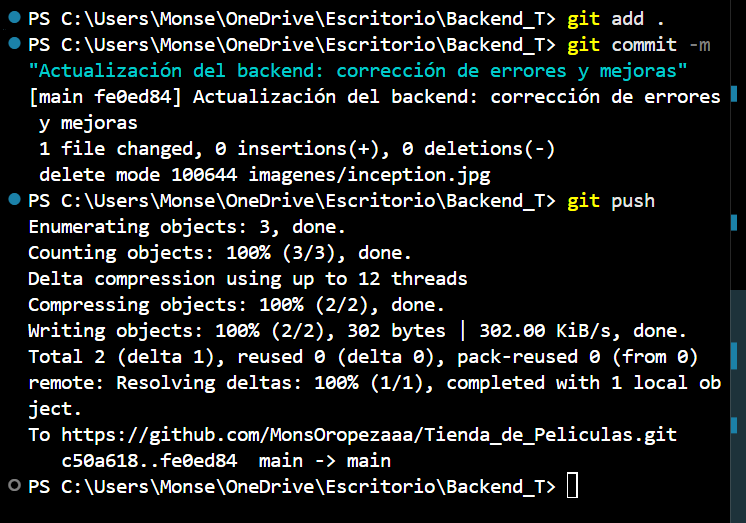 PS C:\Users\Monse\OneDrive\Escritorio\Backend_T> git add .
PS C:\Users\Monse\OneDrive\Escritorio\Backend_T> git commit -m
"Actualización del backend: corrección de errores y mejoras"
[main fe0ed84] Actualización del backend: corrección de errores
y mejoras
1 file changed, 0 insertions(+), 0 deletions(-)
delete mode 100644 imagenes/inception.jpg
PS C:\Users\Monse\OneDrive\Escritorio\Backend_T> git push
Enumerating objects: 3, done.
Counting objects: 100% (3/3), done.
Delta compression using up to 12 threads
Compressing objects: 100% (2/2), done.
Writing objects: 100% (2/2), 302 bytes | 302.00 KiB/s, done.
Total 2 (delta 1), reused 0 (delta 0), pack-reused 0 (from 0)
remote: Resolving deltas: 100% (1/1), completed with 1 local ob
ject.
To https://github.com/MonsOropezaaa/Tienda_de_Peliculas.git
c50a618..fe0ed84  main -> main
PS C:\Users\Monse\OneDrive\Escritorio\Backend_T>